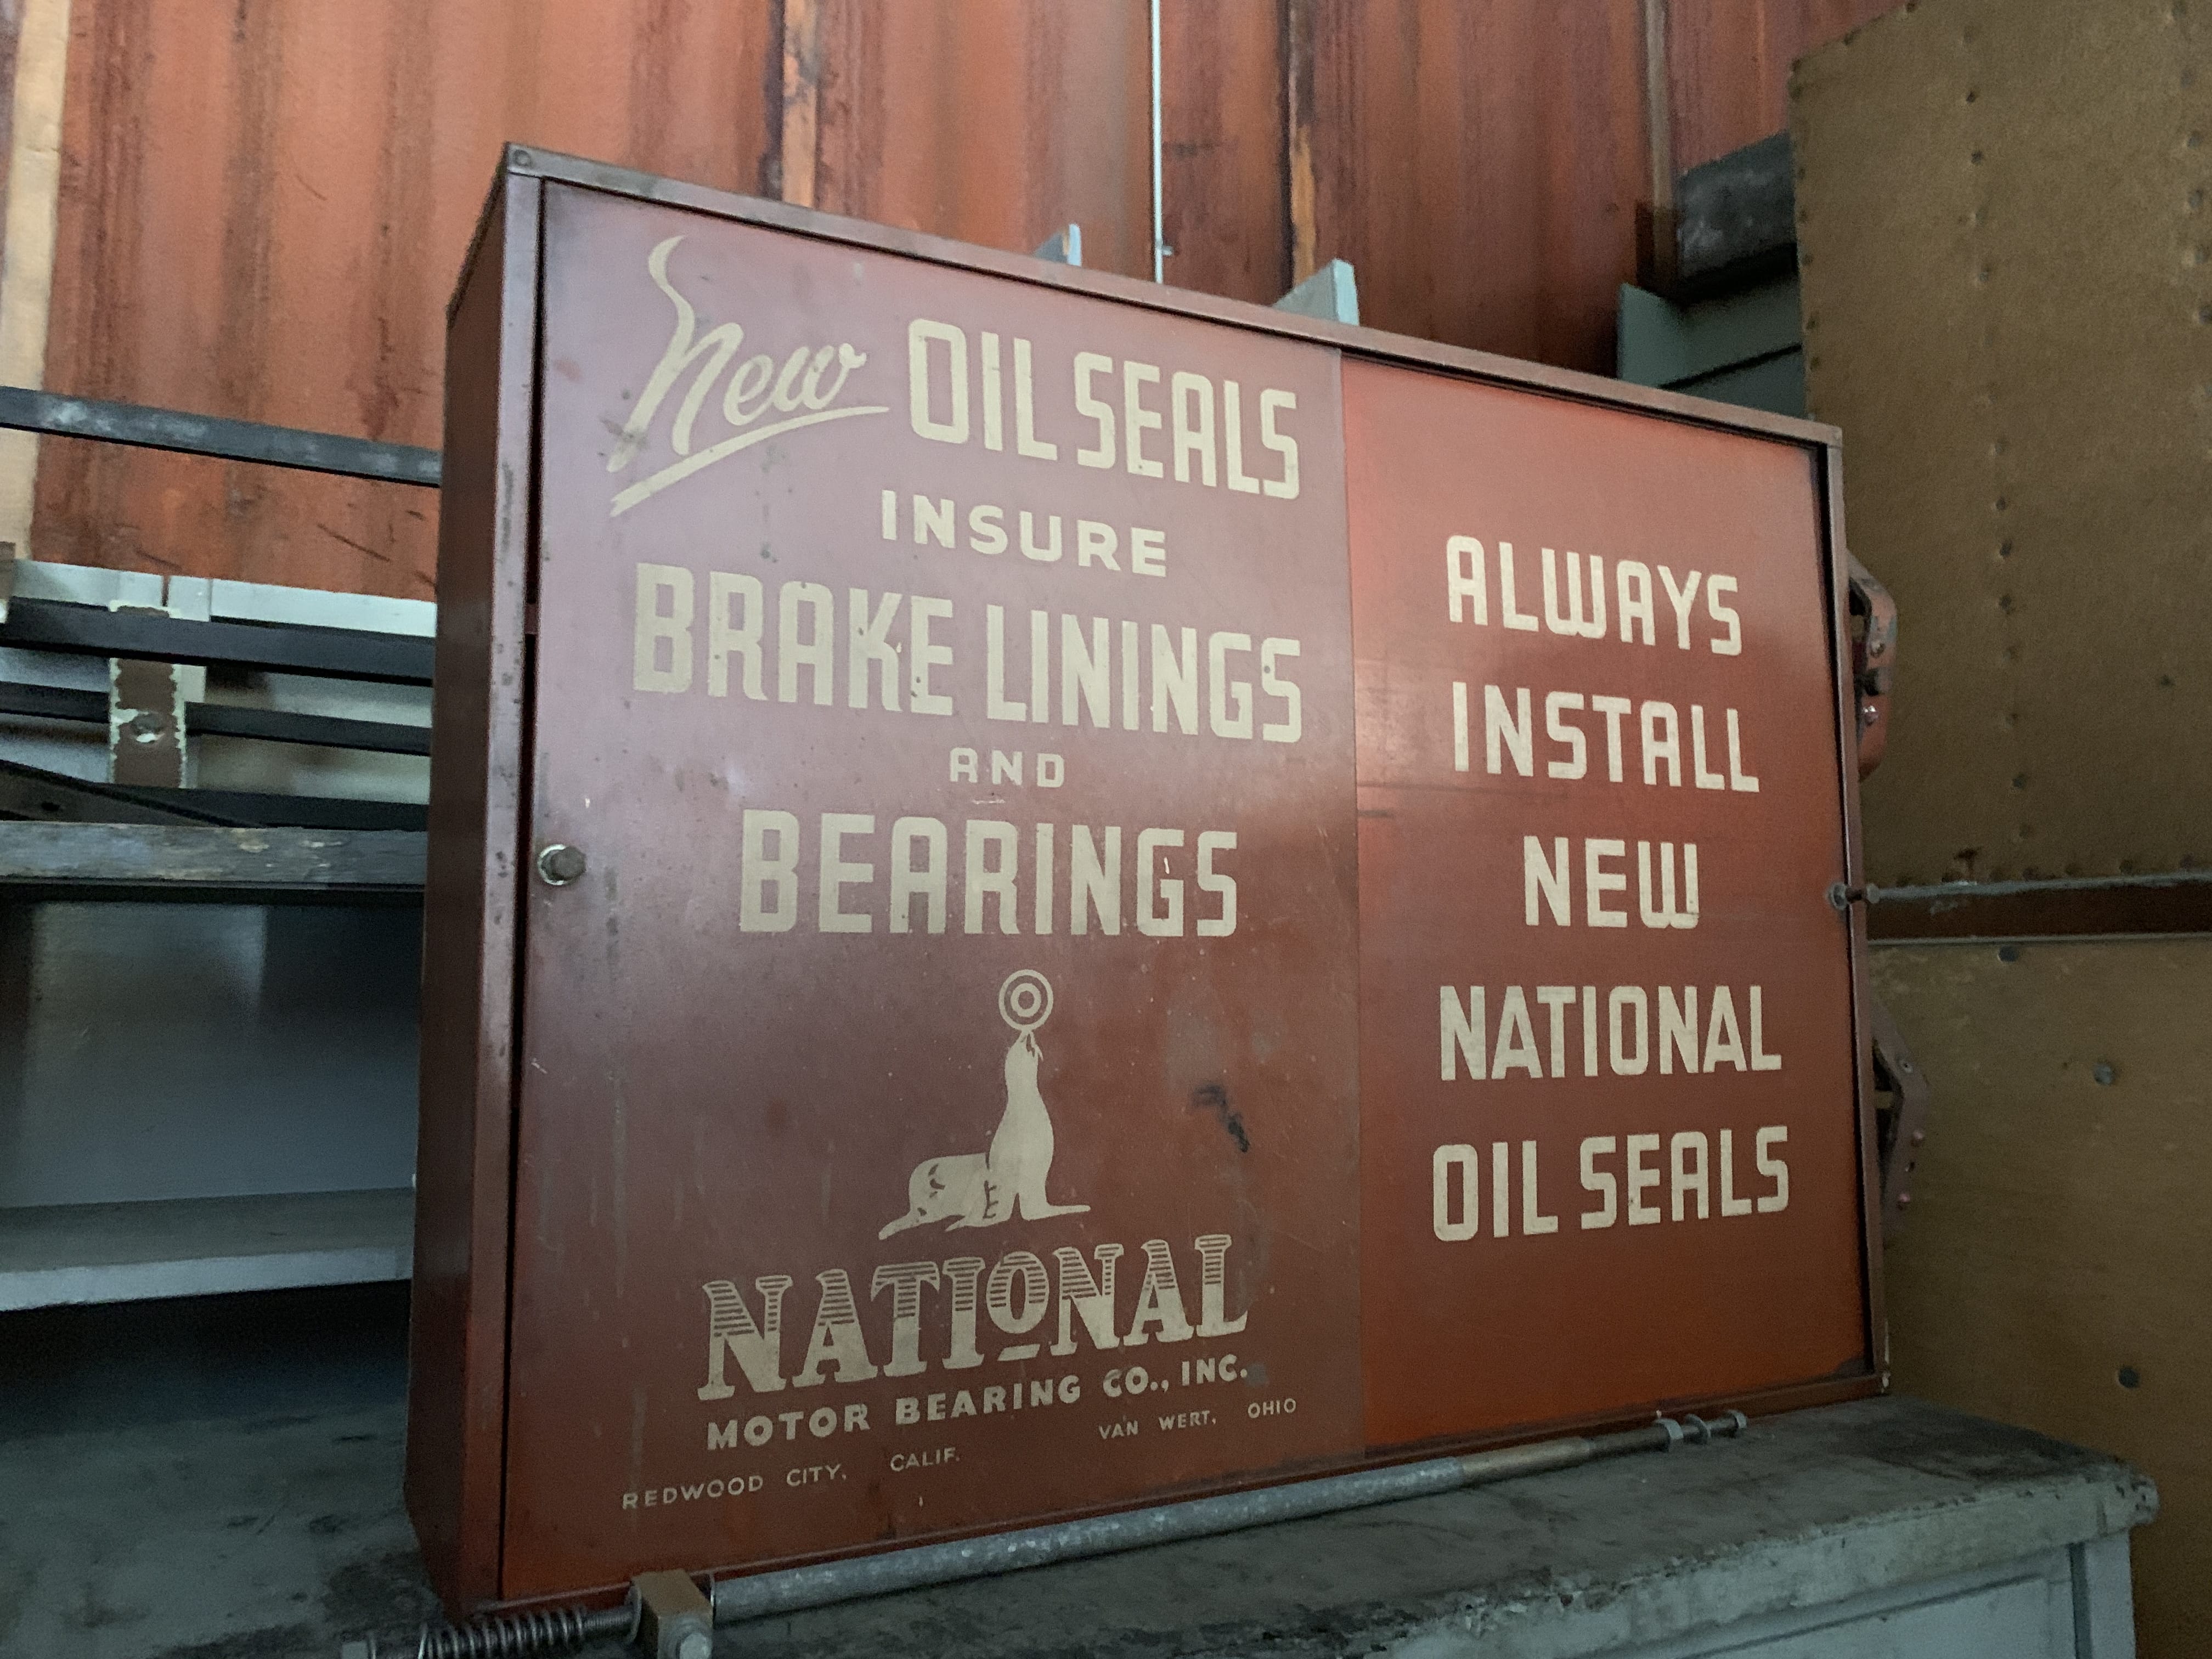 New OIL SEALS
INSURE
BRAKE LININGS
AND
BEARINGS
NATIONAL
MOTOR BEARING CO., INC.
REDWOOD CITY, CALIF. VAN WERT, OHIO
ALWAYS
INSTALL
NEW
NATIONAL
OIL SEALS